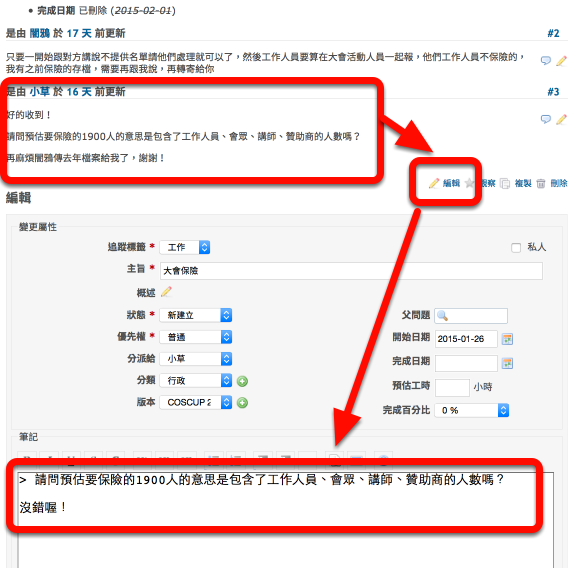 • 完成日期 已刪除 (2015-02-01)
是由 闇鴉 於 17 天 前更新 #2
只要一開始跟對方講說不提供名單請他們處理就可以了，然後工作人員要算在大會活動人員一起報，他們工作人員不保險的，
我有之前保險的存檔，需要再跟我說，再轉寄給你
是由 小草 於 16 天 前更新 #3
好的收到！
請問預估要保險的1900人的意思是包含了工作人員、會眾、講師、贊助商的人數嗎？
再麻煩闇鴉傳去年檔案給我了，謝謝！
編輯 觀察 複製 刪除
編輯
變更屬性
追蹤標籤 * 工作 私人
主旨 * 大會保險
概述
狀態 * 新建立 父問題
優先權 * 普通 開始日期 2015-01-26
分派給 小草 完成日期
分類 行政 預估工時 小時
版本 COSCUP 2 完成百分比 0 %
筆記
> 請問預估要保險的1900人的意思是包含了工作人員、會眾、講師、贊助商的人數嗎？
沒錯喔！